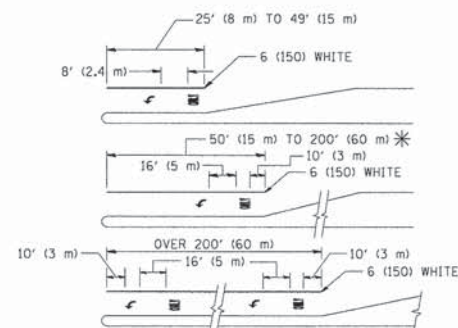 25' (8 m) TO 49' (15 m)
8' (2.4 m)
6 (150) WHITE
50' (15 m) TO 200' (60 m) *
16' (5 m)
10' (3 m)
6 (150) WHITE
OVER 200' (60 m)
10' (3 m)
16' (5 m)
10' (3 m)
6 (150) WHITE